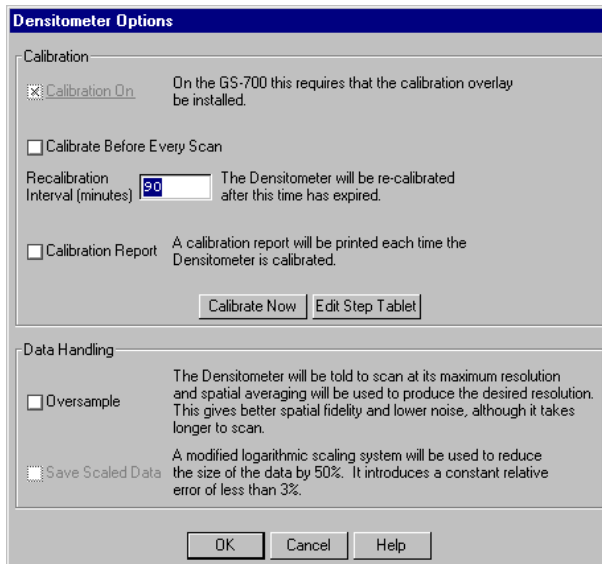 Densitometer Options
Calibration
Calibration On
On the GS-700 this requires that the calibration overlay
be installed.
Calibrate Before Every Scan
Recalibration
Interval (minutes)
90
The Densitometer will be re-calibrated
after this time has expired.
Calibration Report
A calibration report will be printed each time the
Densitometer is calibrated.
Calibrate Now
Edit Step Tablet
Data Handling
Oversample
The Densitometer will be told to scan at its maximum resolution
and spatial averaging will be used to produce the desired resolution.
This gives better spatial fidelity and lower noise, although it takes
longer to scan.
Save Scaled Data
A modified logarithmic scaling system will be used to reduce
the size of the data by 50%. It introduces a constant relative
error of less than 3%.
OK
Cancel
Help